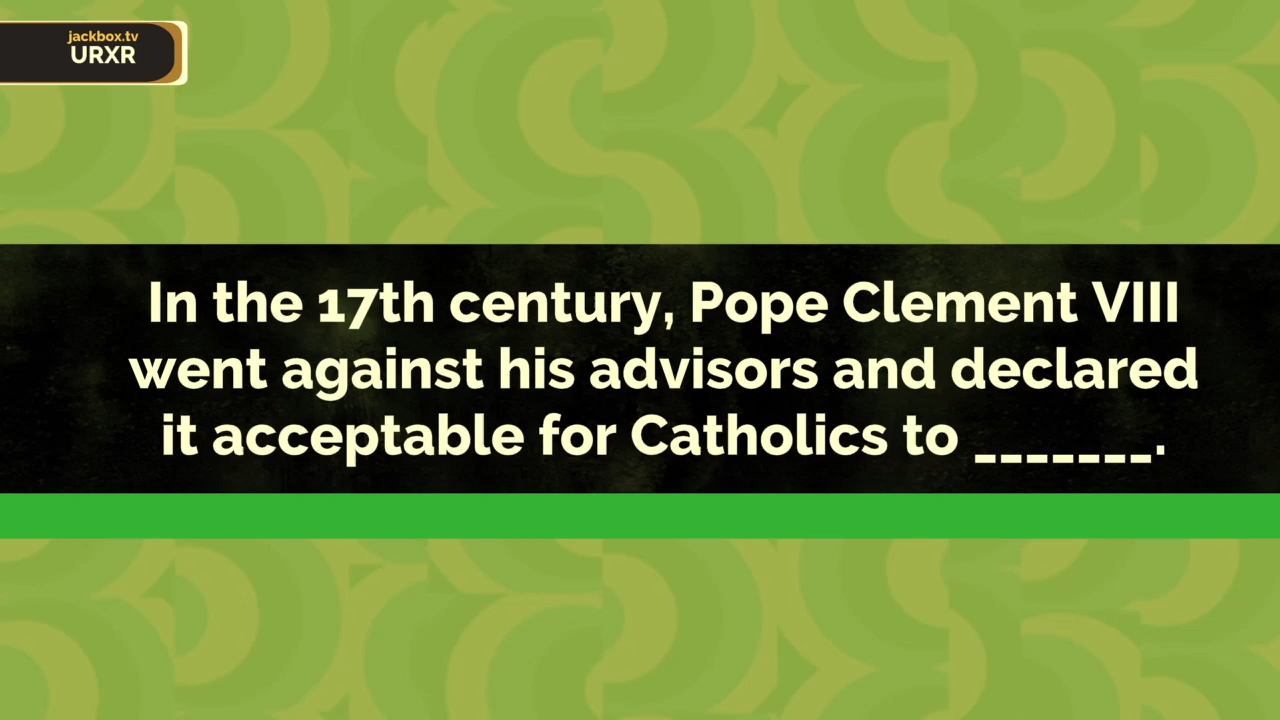 jackbox.tv
URXR
In the 17th century, Pope Clement VIII
went against his advisors and declared
it acceptable for Catholics to _______.